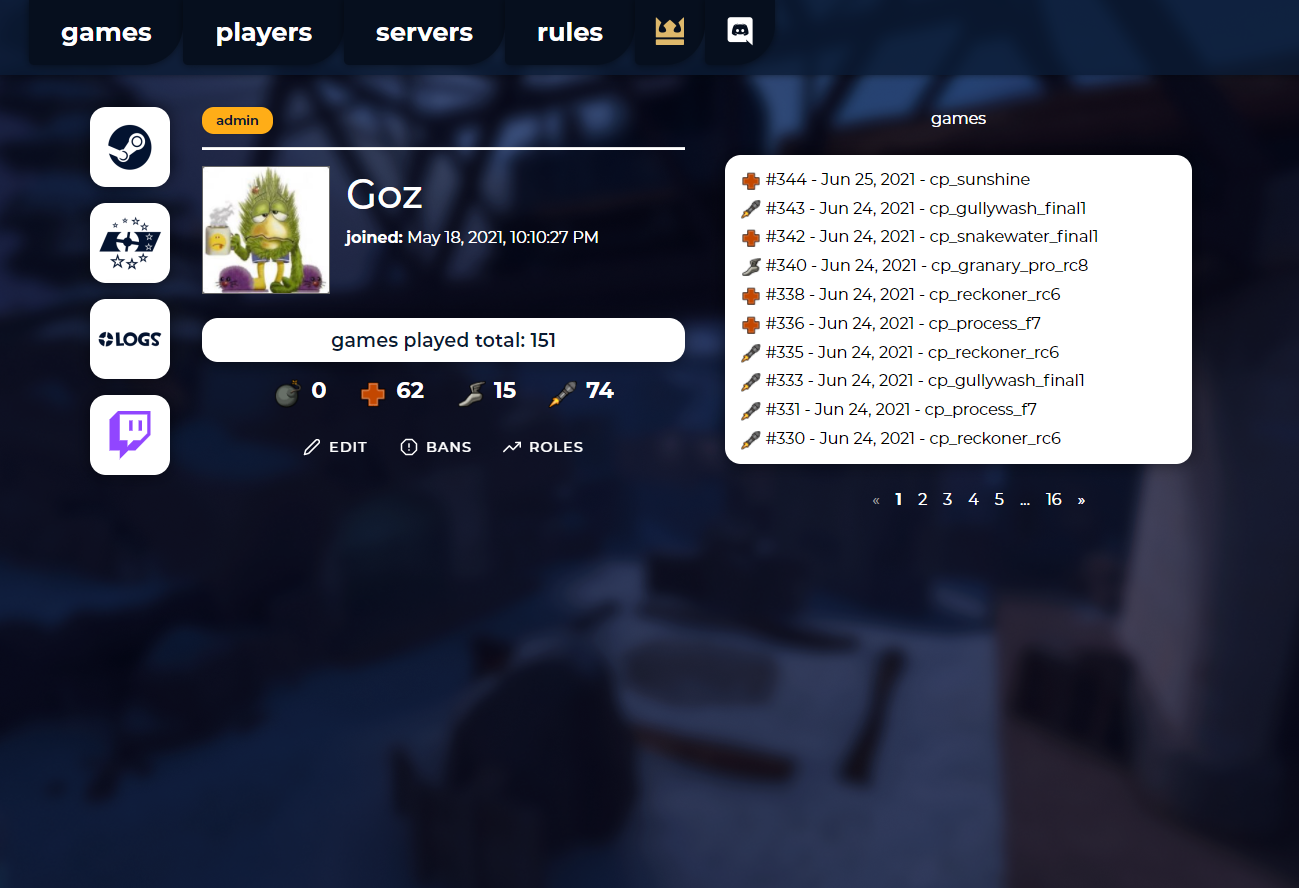 games players servers rules
admin
Goz
joined: May 18, 2021, 10:10:27 PM
LOGS
games played total: 151
0 62 15 74
EDIT BANS ROLES
games
#344 - Jun 25, 2021 - cp_sunshine
#343 - Jun 24, 2021 - cp_gullywash_final1
#342 - Jun 24, 2021 - cp_snakewater_final1
#340 - Jun 24, 2021 - cp_granary_pro_rc8
#338 - Jun 24, 2021 - cp_reckoner_rc6
#336 - Jun 24, 2021 - cp_process_f7
#335 - Jun 24, 2021 - cp_reckoner_rc6
#333 - Jun 24, 2021 - cp_gullywash_final1
#331 - Jun 24, 2021 - cp_process_f7
#330 - Jun 24, 2021 - cp_reckoner_rc6
« 1 2 3 4 5 ... 16 »